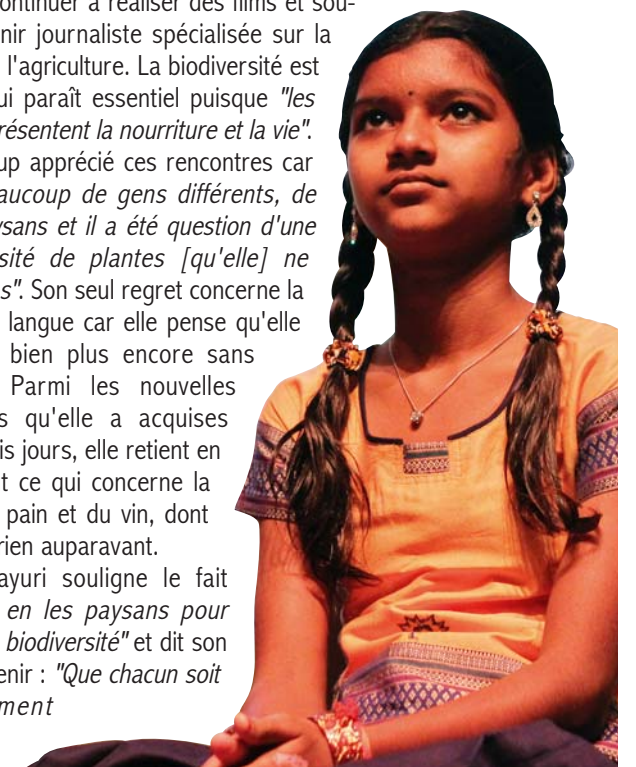 ontinuer à réaliser des films et sou-
nir journaliste spécialisée sur la
l'agriculture. La biodiversité est
ui paraît essentiel puisque "les
résentent la nourriture et la vie".
up apprécié ces rencontres car
aucoup de gens différents, de
ysans et il a été question d'une
sité de plantes [qu'elle] ne
s". Son seul regret concerne la
langue car elle pense qu'elle
bien plus encore sans
Parmi les nouvelles
s qu'elle a acquises
is jours, elle retient en
t ce qui concerne la
pain et du vin, dont
rien auparavant.
ayuri souligne le fait
en les paysans pour
biodiversité" et dit son
enir : "Que chacun soit
ment